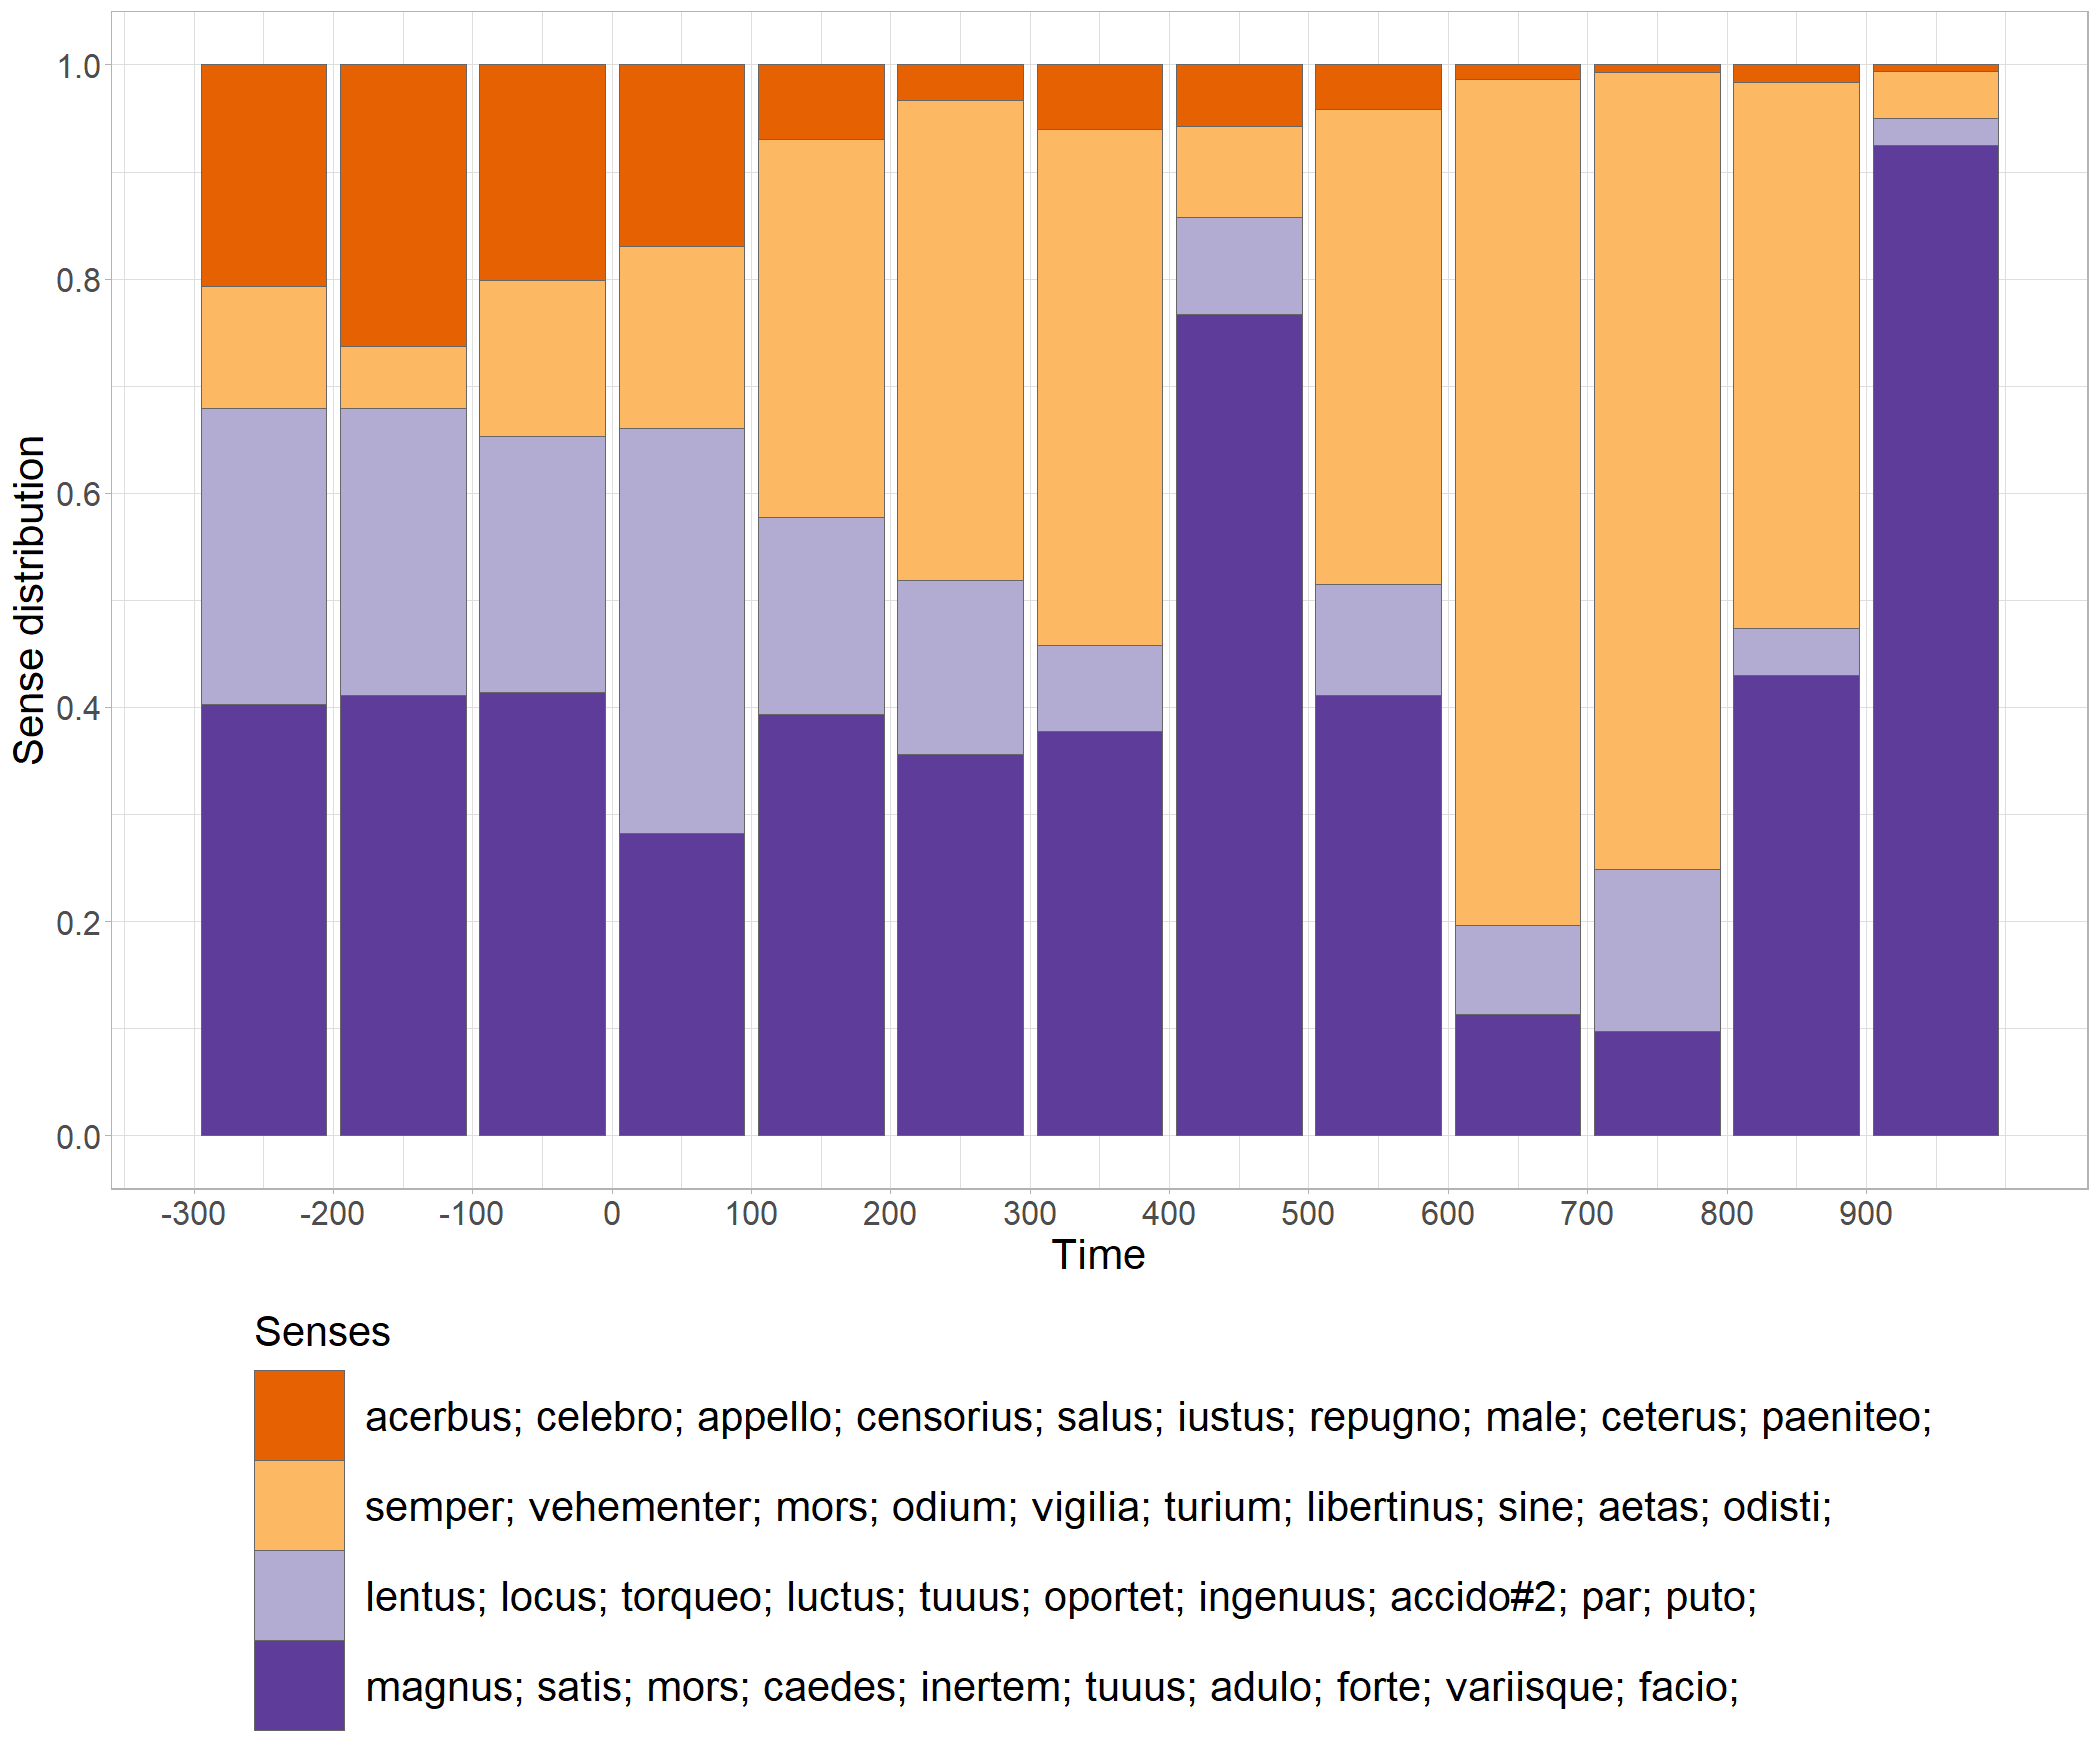 1.0
0.8
0.6
0.4
0.2
0.0
Sense distribution
-300 -200 -100 0 100 200 300 400 500 600 700 800 900
Time
Senses
acerbus; celebro; appello; censorius; salus; iustus; repugno; male; ceterus; paeniteo;
semper; vehementer; mors; odium; vigilia; turium; libertinus; sine; aetas; odisti;
lentus; locus; torqueo; luctus; tuuus; oportet; ingenuus; accido#2; par; puto;
magnus; satis; mors; caedes; inertem; tuuus; adulo; forte; variisque; facio;